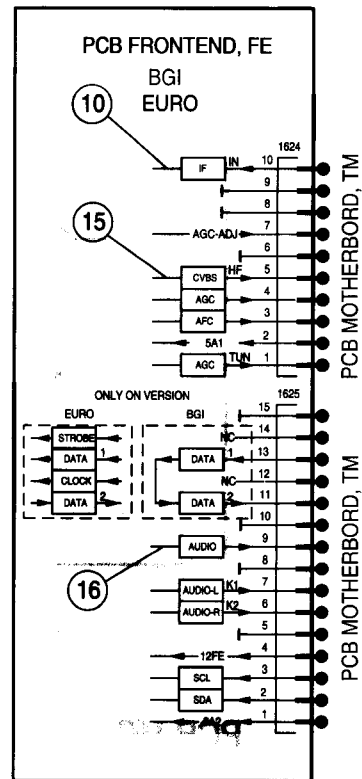 PCB FRONTEND, FE
BGI
EURO
10
1624
IF IN 10
9
8
AGC-ADJ 7
6
15
CVBS HF 5
AGC 4
AFC 3
5A1 2
AGC TUN 1
PCB MOTHERBORD, TM
ONLY ON VERSION
EURO BGI
1625
15
STROBE NC 14
DATA 1 DATA 1 13
CLOCK NC 12
DATA 2 DATA 2 11
10
AUDIO 9
16
8
AUDIO-L K1 7
AUDIO-R K2 6
5
12FE 4
SCL 3
SDA 2
1
PCB MOTHERBORD, TM